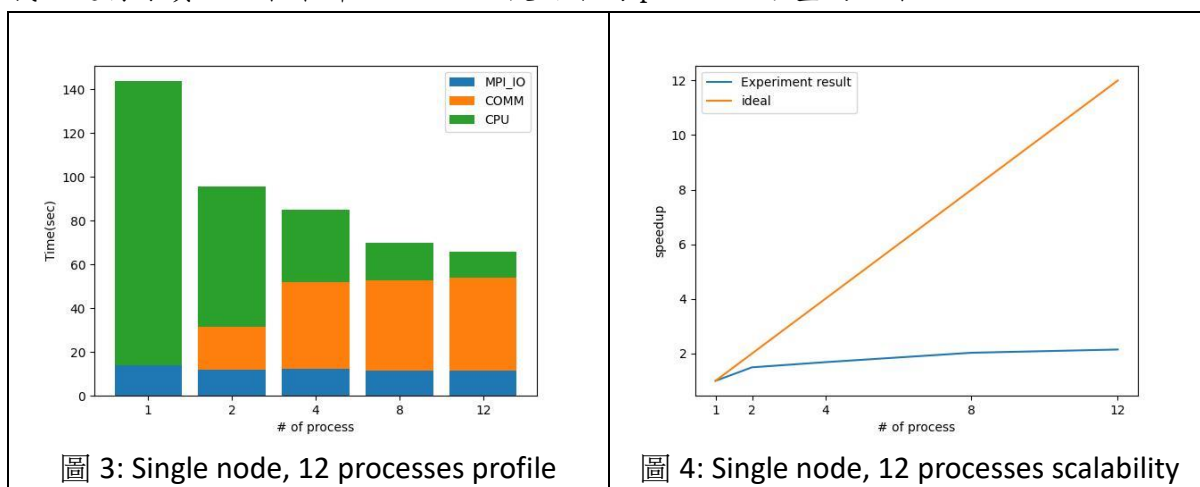 MPI_IO
COMM
CPU
140
120
100
80
60
40
20
0
Time(sec)
1 2 4 8 12
# of process
圖 3: Single node, 12 processes profile
Experiment result
ideal
12
10
8
6
4
2
speedup
1 2 4 8 12
# of process
圖 4: Single node, 12 processes scalability